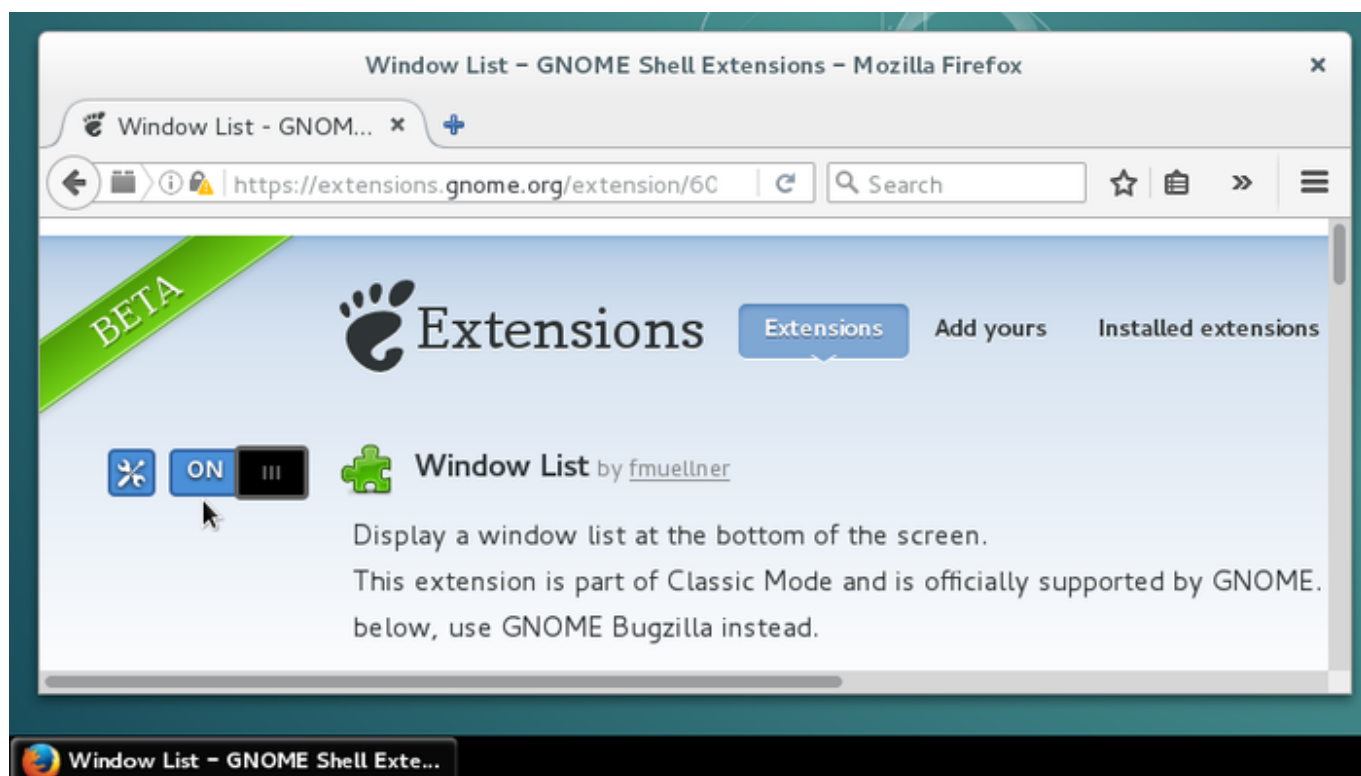 Window List – GNOME Shell Extensions – Mozilla Firefox
Window List - GNOM...
https://extensions.gnome.org/extension/60
Search
BETA
Extensions
Extensions
Add yours
Installed extensions
ON
Window List by fmuellner
Display a window list at the bottom of the screen.
This extension is part of Classic Mode and is officially supported by GNOME.
below, use GNOME Bugzilla instead.
Window List – GNOME Shell Exte...